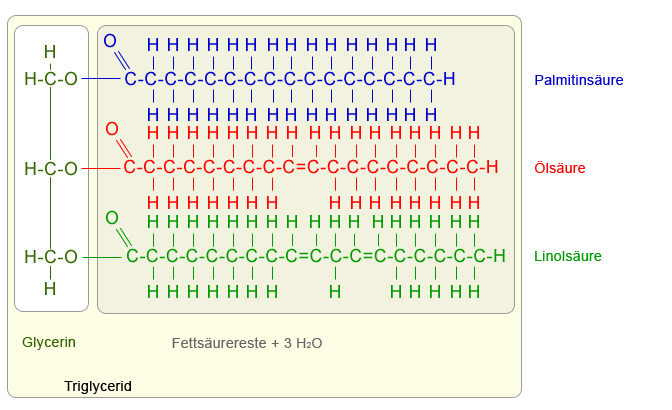 H H H H H H H H H H H H H H H
H O
H-C-O C-C-C-C-C-C-C-C-C-C-C-C-C-C-C-C-H Palmitinsäure
H H H H H H H H H H H H H H H
O H H H H H H H H H H H H H H H H H
H-C-O C-C-C-C-C-C-C-C-C=C-C-C-C-C-C-C-C-C-H Ölsäure
H H H H H H H H H H H H H H H
O H H H H H H H H H H H H H H H H H
H-C-O C-C-C-C-C-C-C-C-C=C-C-C=C-C-C-C-C-C-H Linolsäure
H H H H H H H H H H H H H H
Glycerin Fettsäurereste + 3 H₂O
Triglycerid